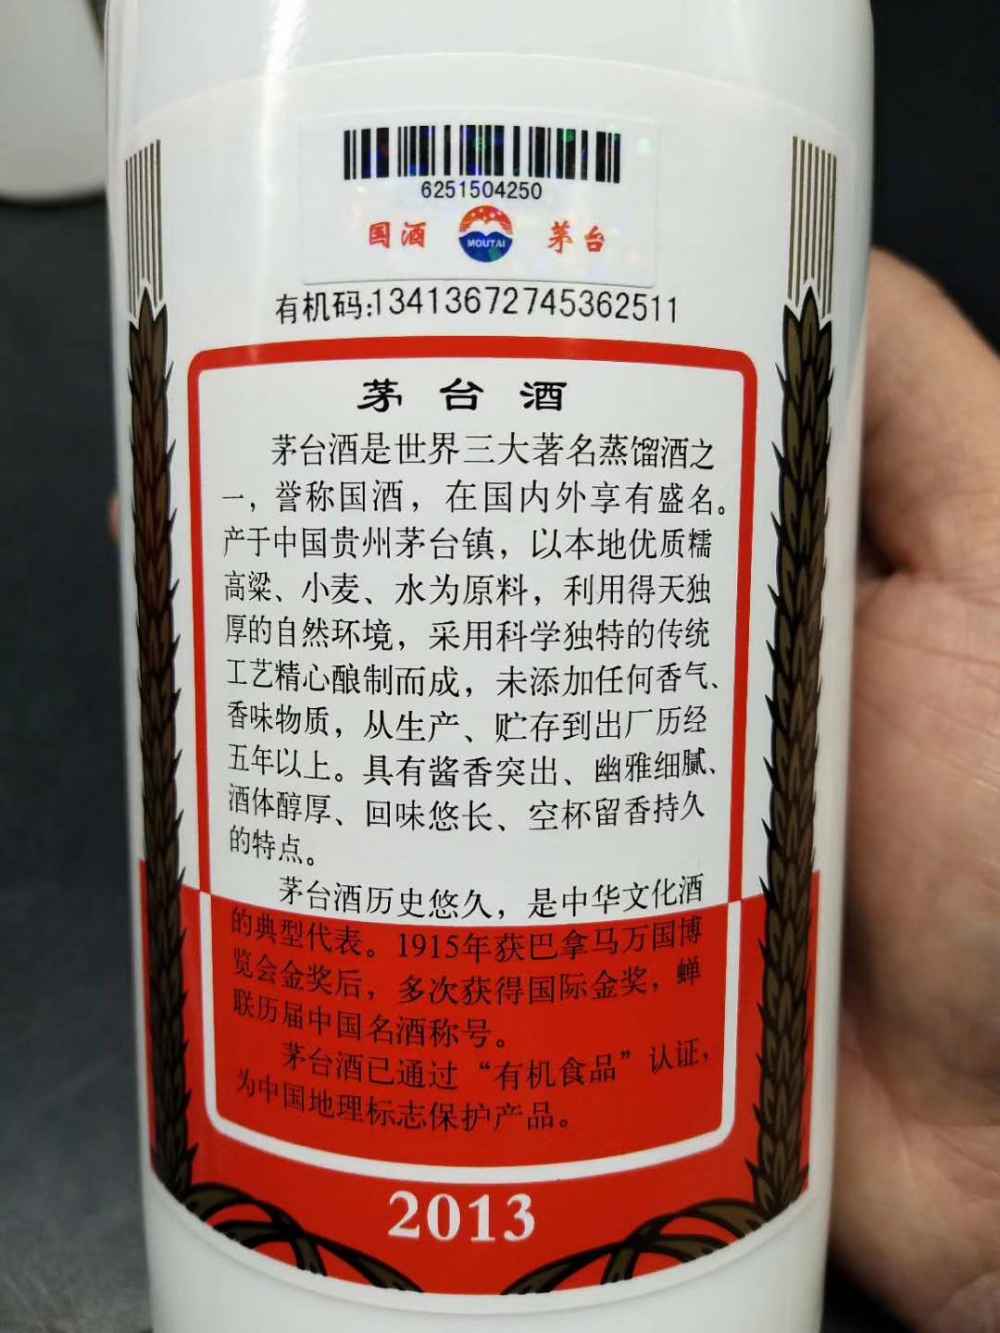 6251504250
国酒 MOUTAI 茅台
有机码:13413672745362511
茅台酒
茅台酒是世界三大著名蒸馏酒之
一，誉称国酒，在国内外享有盛名。
产于中国贵州茅台镇，以本地优质糯
高粱、小麦、水为原料，利用得天独
厚的自然环境，采用科学独特的传统
工艺精心酿制而成，未添加任何香气、
香味物质，从生产、贮存到出厂历经
五年以上。具有酱香突出、幽雅细腻、
酒体醇厚、回味悠长、空杯留香持久
的特点。
茅台酒历史悠久，是中华文化酒
的典型代表。1915年获巴拿马万国博
览会金奖后，多次获得国际金奖，蝉
联历届中国名酒称号。
茅台酒已通过“有机食品”认证，
为中国地理标志保护产品。
2013